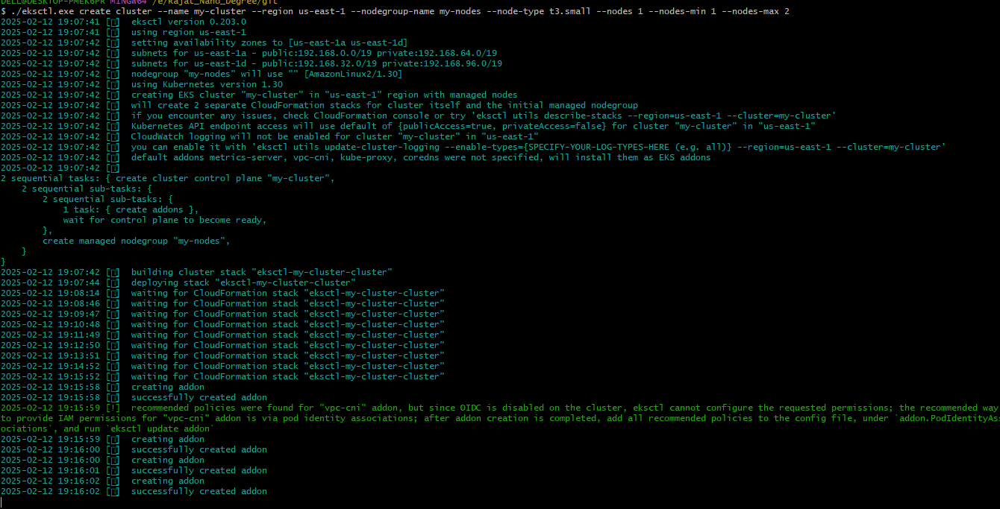 DELL@DESKTOP-PMEK6PR MINGW64 /e/Rajat_Nano_Degree/git
$ ./eksctl.exe create cluster --name my-cluster --region us-east-1 --nodegroup-name my-nodes --node-type t3.small --nodes 1 --nodes-min 1 --nodes-max 2
2025-02-12 19:07:41 [ℹ]  eksctl version 0.203.0
2025-02-12 19:07:41 [ℹ]  using region us-east-1
2025-02-12 19:07:42 [ℹ]  setting availability zones to [us-east-1a us-east-1d]
2025-02-12 19:07:42 [ℹ]  subnets for us-east-1a - public:192.168.0.0/19 private:192.168.64.0/19
2025-02-12 19:07:42 [ℹ]  subnets for us-east-1d - public:192.168.32.0/19 private:192.168.96.0/19
2025-02-12 19:07:42 [ℹ]  nodegroup "my-nodes" will use "" [AmazonLinux2/1.30]
2025-02-12 19:07:42 [ℹ]  using Kubernetes version 1.30
2025-02-12 19:07:42 [ℹ]  creating EKS cluster "my-cluster" in "us-east-1" region with managed nodes
2025-02-12 19:07:42 [ℹ]  will create 2 separate CloudFormation stacks for cluster itself and the initial managed nodegroup
2025-02-12 19:07:42 [ℹ]  if you encounter any issues, check CloudFormation console or try 'eksctl utils describe-stacks --region=us-east-1 --cluster=my-cluster'
2025-02-12 19:07:42 [ℹ]  Kubernetes API endpoint access will use default of {publicAccess=true, privateAccess=false} for cluster "my-cluster" in "us-east-1"
2025-02-12 19:07:42 [ℹ]  CloudWatch logging will not be enabled for cluster "my-cluster" in "us-east-1"
2025-02-12 19:07:42 [ℹ]  you can enable it with 'eksctl utils update-cluster-logging --enable-types={SPECIFY-YOUR-LOG-TYPES-HERE (e.g. all)} --region=us-east-1 --cluster=my-cluster'
2025-02-12 19:07:42 [ℹ]  default addons metrics-server, vpc-cni, kube-proxy, coredns were not specified, will install them as EKS addons
2025-02-12 19:07:42 [ℹ]
2 sequential tasks: { create cluster control plane "my-cluster",
    2 sequential sub-tasks: {
        2 sequential sub-tasks: {
            1 task: { create addons },
            wait for control plane to become ready,
        },
        create managed nodegroup "my-nodes",
    }
}
2025-02-12 19:07:42 [ℹ]  building cluster stack "eksctl-my-cluster-cluster"
2025-02-12 19:07:44 [ℹ]  deploying stack "eksctl-my-cluster-cluster"
2025-02-12 19:08:14 [ℹ]  waiting for CloudFormation stack "eksctl-my-cluster-cluster"
2025-02-12 19:08:46 [ℹ]  waiting for CloudFormation stack "eksctl-my-cluster-cluster"
2025-02-12 19:09:47 [ℹ]  waiting for CloudFormation stack "eksctl-my-cluster-cluster"
2025-02-12 19:10:48 [ℹ]  waiting for CloudFormation stack "eksctl-my-cluster-cluster"
2025-02-12 19:11:49 [ℹ]  waiting for CloudFormation stack "eksctl-my-cluster-cluster"
2025-02-12 19:12:50 [ℹ]  waiting for CloudFormation stack "eksctl-my-cluster-cluster"
2025-02-12 19:13:51 [ℹ]  waiting for CloudFormation stack "eksctl-my-cluster-cluster"
2025-02-12 19:14:52 [ℹ]  waiting for CloudFormation stack "eksctl-my-cluster-cluster"
2025-02-12 19:15:52 [ℹ]  waiting for CloudFormation stack "eksctl-my-cluster-cluster"
2025-02-12 19:15:58 [ℹ]  creating addon
2025-02-12 19:15:58 [ℹ]  successfully created addon
2025-02-12 19:15:59 [!]  recommended policies were found for "vpc-cni" addon, but since OIDC is disabled on the cluster, eksctl cannot configure the requested permissions; the recommended way
to provide IAM permissions for "vpc-cni" addon is via pod identity associations; after addon creation is completed, add all recommended policies to the config file, under `addon.PodIdentityAss
ociations`, and run `eksctl update addon`
2025-02-12 19:15:59 [ℹ]  creating addon
2025-02-12 19:16:00 [ℹ]  successfully created addon
2025-02-12 19:16:00 [ℹ]  creating addon
2025-02-12 19:16:01 [ℹ]  successfully created addon
2025-02-12 19:16:02 [ℹ]  creating addon
2025-02-12 19:16:02 [ℹ]  successfully created addon